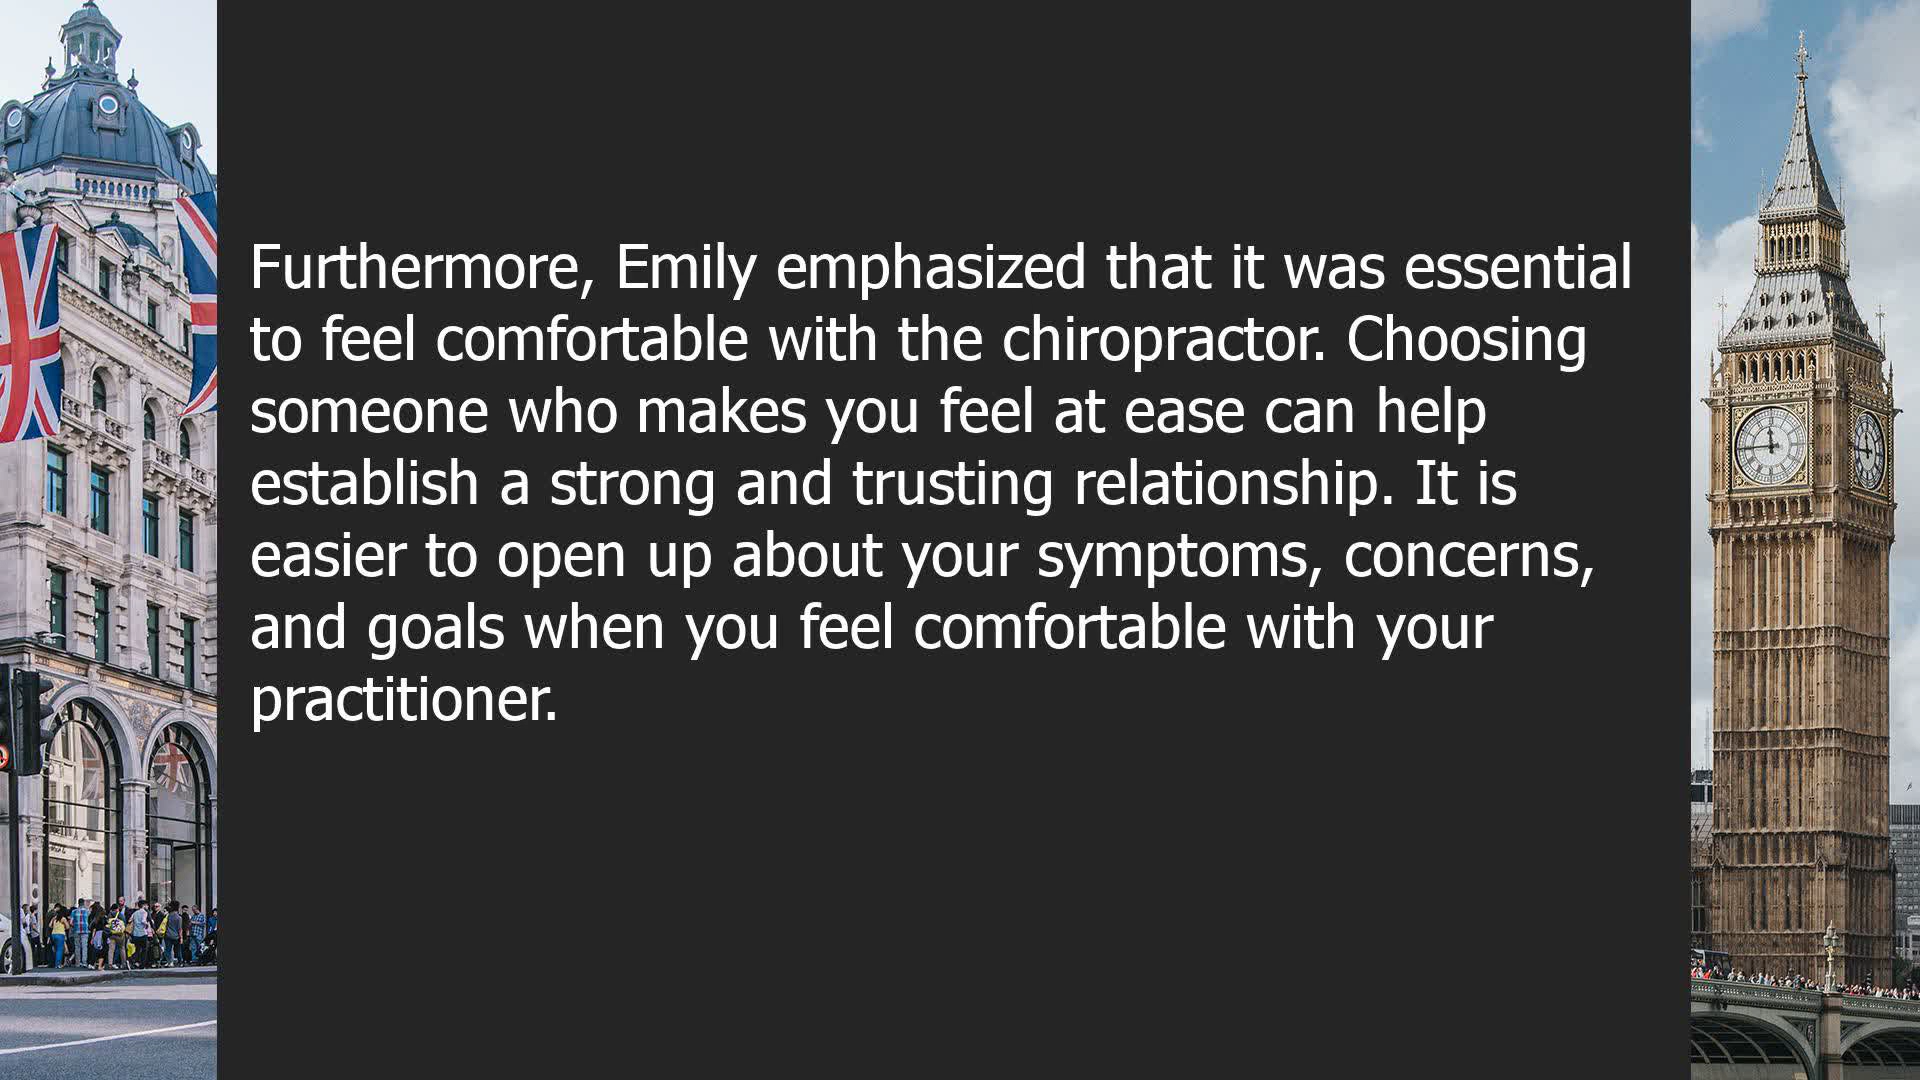 Furthermore, Emily emphasized that it was essential
to feel comfortable with the chiropractor. Choosing
someone who makes you feel at ease can help
establish a strong and trusting relationship. It is
easier to open up about your symptoms, concerns,
and goals when you feel comfortable with your
practitioner.